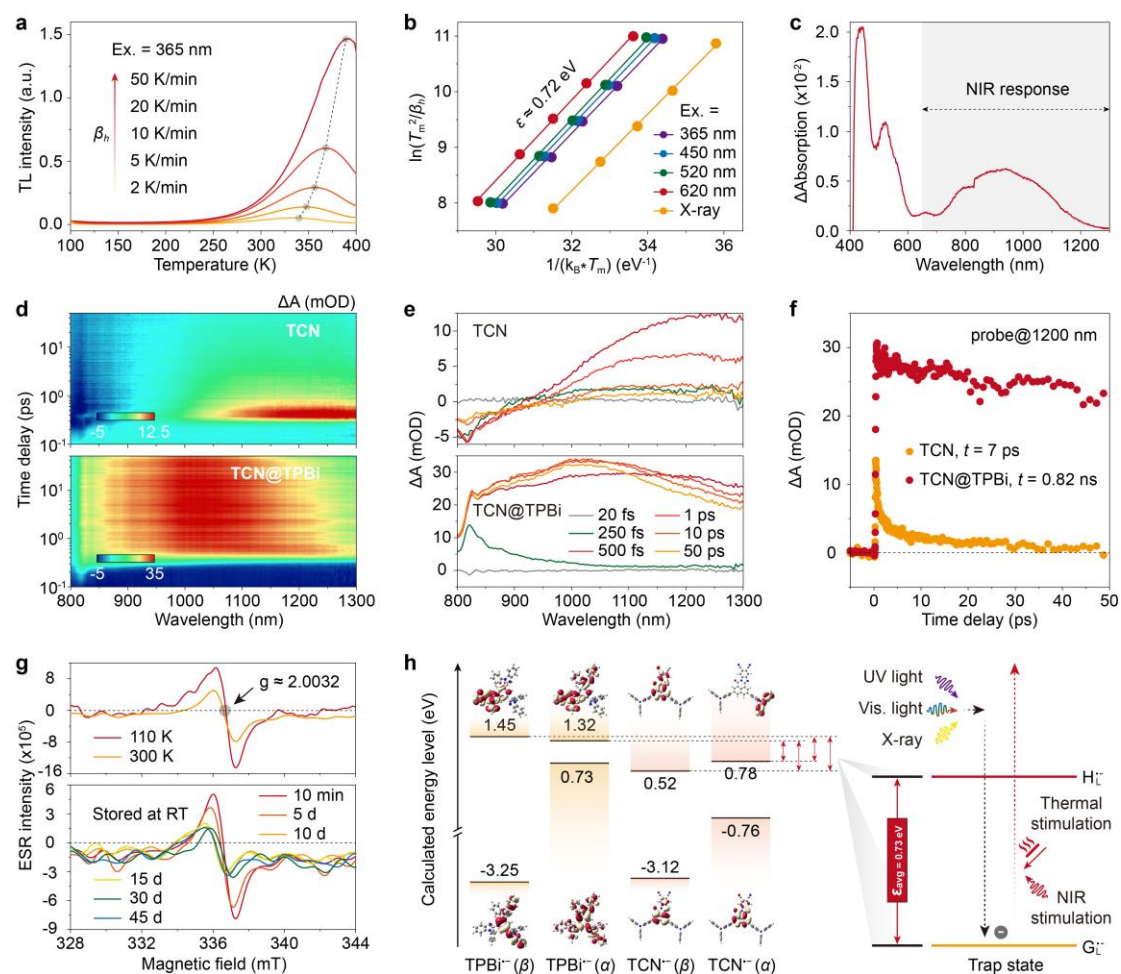 a
TL intensity (a.u.)
1.5
1.0
0.5
0.0
Ex. = 365 nm
50 K/min
20 K/min
10 K/min
5 K/min
2 K/min
βh
100 150 200 250 300 350 400
Temperature (K)
b
ln(Tm²/βh)
11
10
9
8
ε ≈ 0.72 eV
Ex. =
365 nm
450 nm
520 nm
620 nm
X-ray
30 32 34 36
1/(kB*Tm) (eV⁻¹)
c
ΔAbsorption (x10⁻²)
2.0
1.5
1.0
0.5
0.0
NIR response
400 600 800 1000 1200
Wavelength (nm)
d
ΔA (mOD)
Time delay (ps)
TCN
10¹
10⁰
10⁻¹
-5 12.5
TCN@TPBi
10¹
10⁰
10⁻¹
-5 35
800 900 1000 1100 1200 1300
Wavelength (nm)
e
ΔA (mOD)
TCN
10
5
0
-5
30
20
10
0
TCN@TPBi
20 fs
250 fs
500 fs
1 ps
10 ps
50 ps
800 900 1000 1100 1200 1300
Wavelength (nm)
f
ΔA (mOD)
30
20
10
0
probe@1200 nm
TCN, t = 7 ps
TCN@TPBi, t = 0.82 ns
0 10 20 30 40 50
Time delay (ps)
g
ESR intensity (x10⁵)
8
0
-8
-16
g ≈ 2.0032
110 K
300 K
6
3
0
-3
-6
-9
Stored at RT
10 min
5 d
10 d
15 d
30 d
45 d
328 332 336 340 344
Magnetic field (mT)
h
Calculated energy level (eV)
1.45
1.32
0.73
0.52
0.78
-0.76
-3.25
-3.12
TPBi•− (β) TPBi•− (α) TCN•− (β) TCN•− (α)
UV light
Vis. light
X-ray
HL•−
εavg = 0.73 eV
Thermal
stimulation
NIR
stimulation
−
GL•−
Trap state